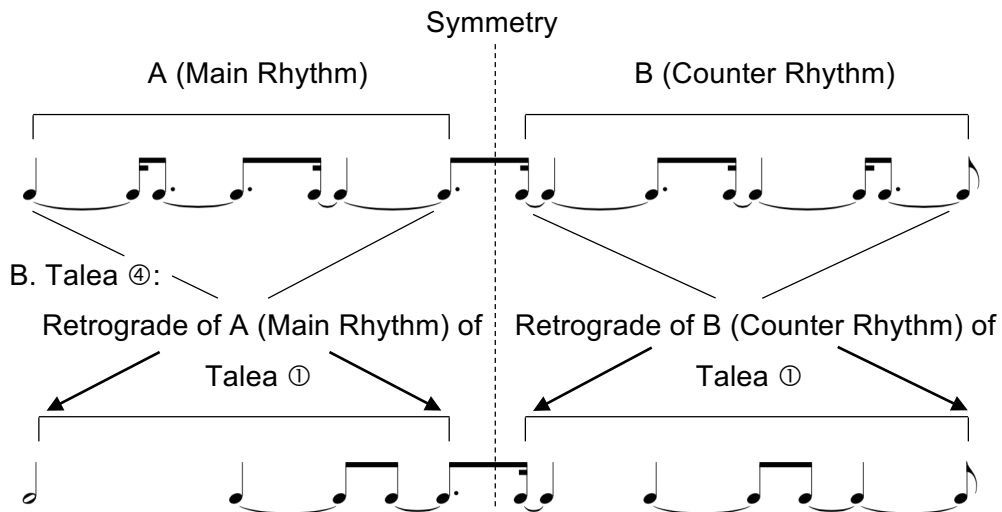 Symmetry
A (Main Rhythm)
B (Counter Rhythm)
B. Talea ④:
Retrograde of A (Main Rhythm) of
Talea ①
Retrograde of B (Counter Rhythm) of
Talea ①